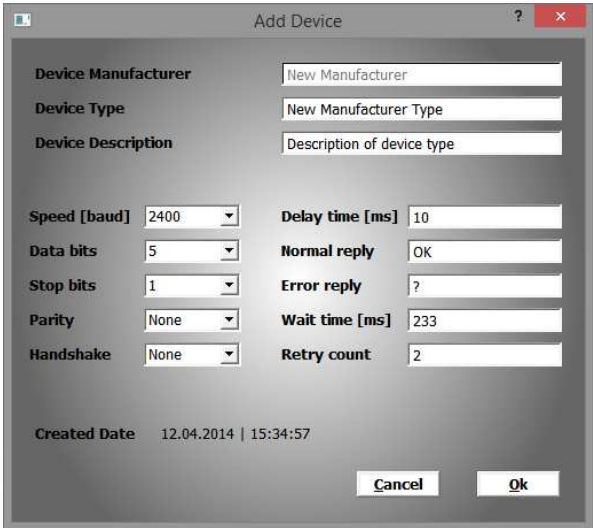 Add Device ?
Device Manufacturer New Manufacturer
Device Type New Manufacturer Type
Device Description Description of device type
Speed [baud] 2400 Delay time [ms] 10
Data bits 5 Normal reply OK
Stop bits 1 Error reply ?
Parity None Wait time [ms] 233
Handshake None Retry count 2
Created Date 12.04.2014 | 15:34:57
Cancel Ok